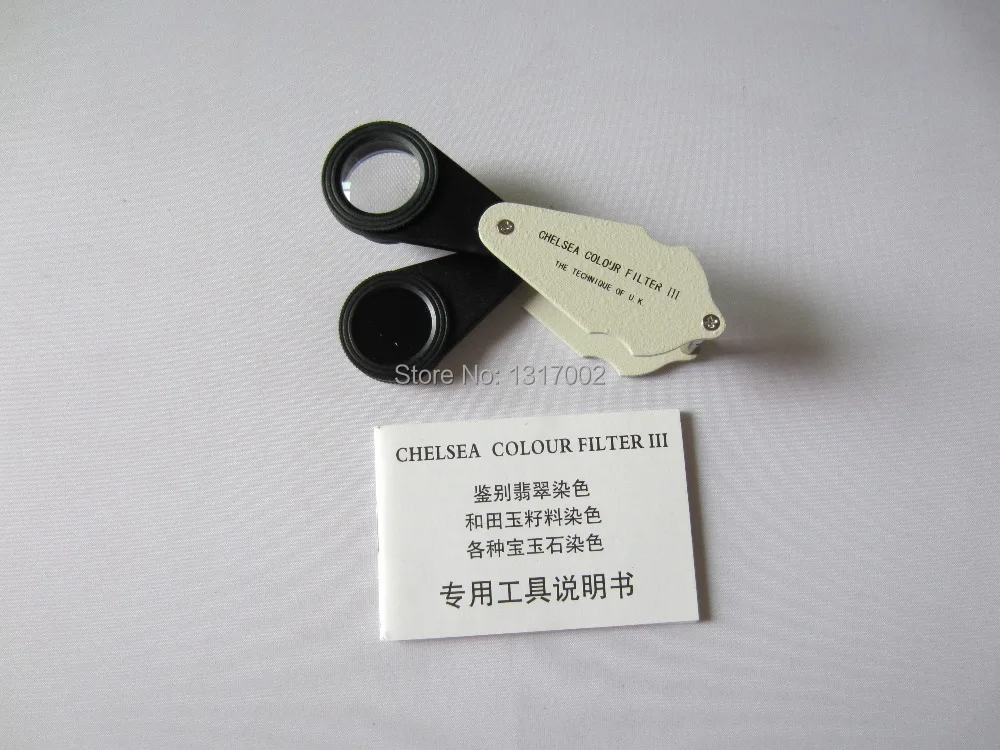 CHELSEA COLOUR FILTER III
THE TECHNIQUE OF U.K.
Store No: 1317002
CHELSEA COLOUR FILTER III
鉴别翡翠染色
和田玉籽料染色
各种宝玉石染色
专用工具说明书